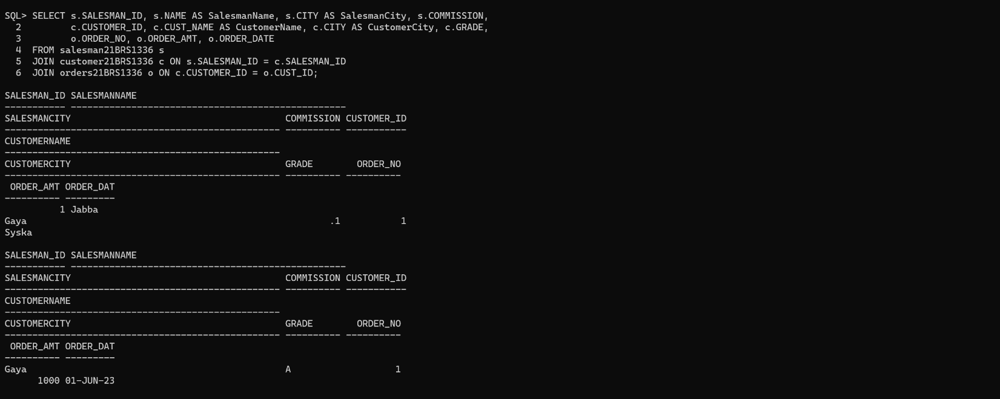 SQL> SELECT s.SALESMAN_ID, s.NAME AS SalesmanName, s.CITY AS SalesmanCity, s.COMMISSION,
  2         c.CUSTOMER_ID, c.CUST_NAME AS CustomerName, c.CITY AS CustomerCity, c.GRADE,
  3         o.ORDER_NO, o.ORDER_AMT, o.ORDER_DATE
  4  FROM salesman21BRS1336 s
  5  JOIN customer21BRS1336 c ON s.SALESMAN_ID = c.SALESMAN_ID
  6  JOIN orders21BRS1336 o ON c.CUSTOMER_ID = o.CUST_ID;

SALESMAN_ID SALESMANNAME
----------- --------------------------------------------------
SALESMANCITY                                       COMMISSION CUSTOMER_ID
-------------------------------------------------- ---------- -----------
CUSTOMERNAME
--------------------------------------------------
CUSTOMERCITY                                       GRADE        ORDER_NO
-------------------------------------------------- ---------- ----------
 ORDER_AMT ORDER_DAT
---------- ---------
          1 Jabba
Gaya                                                       .1           1
Syska

SALESMAN_ID SALESMANNAME
----------- --------------------------------------------------
SALESMANCITY                                       COMMISSION CUSTOMER_ID
-------------------------------------------------- ---------- -----------
CUSTOMERNAME
--------------------------------------------------
CUSTOMERCITY                                       GRADE        ORDER_NO
-------------------------------------------------- ---------- ----------
 ORDER_AMT ORDER_DAT
---------- ---------
Gaya                                               A                   1
      1000 01-JUN-23